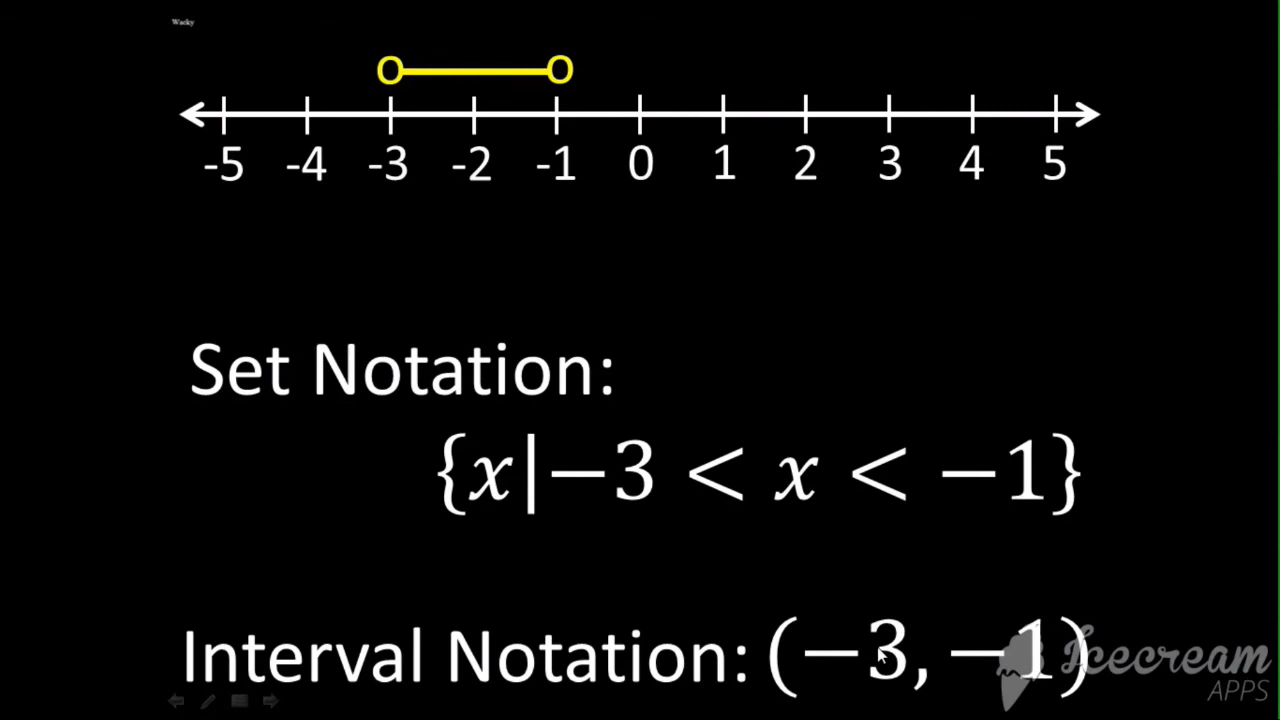 Wacky
-5 -4 -3 -2 -1 0 1 2 3 4 5
Set Notation:
{x|−3 < x < −1}
Interval Notation: (−3, −1)
Icecream
APPS